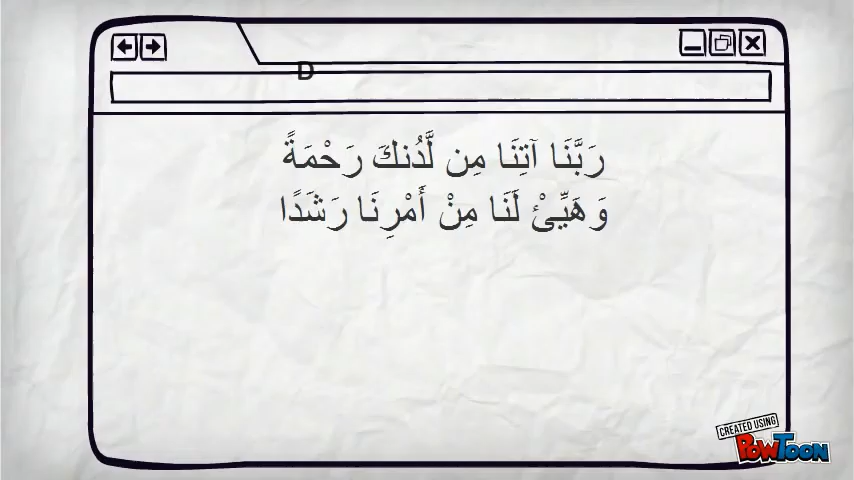 D
رَبَّنَا آتِنَا مِن لَّدُنكَ رَحْمَةً
وَهَيِّئْ لَنَا مِنْ أَمْرِنَا رَشَدًا
CREATED USING
POWTOON